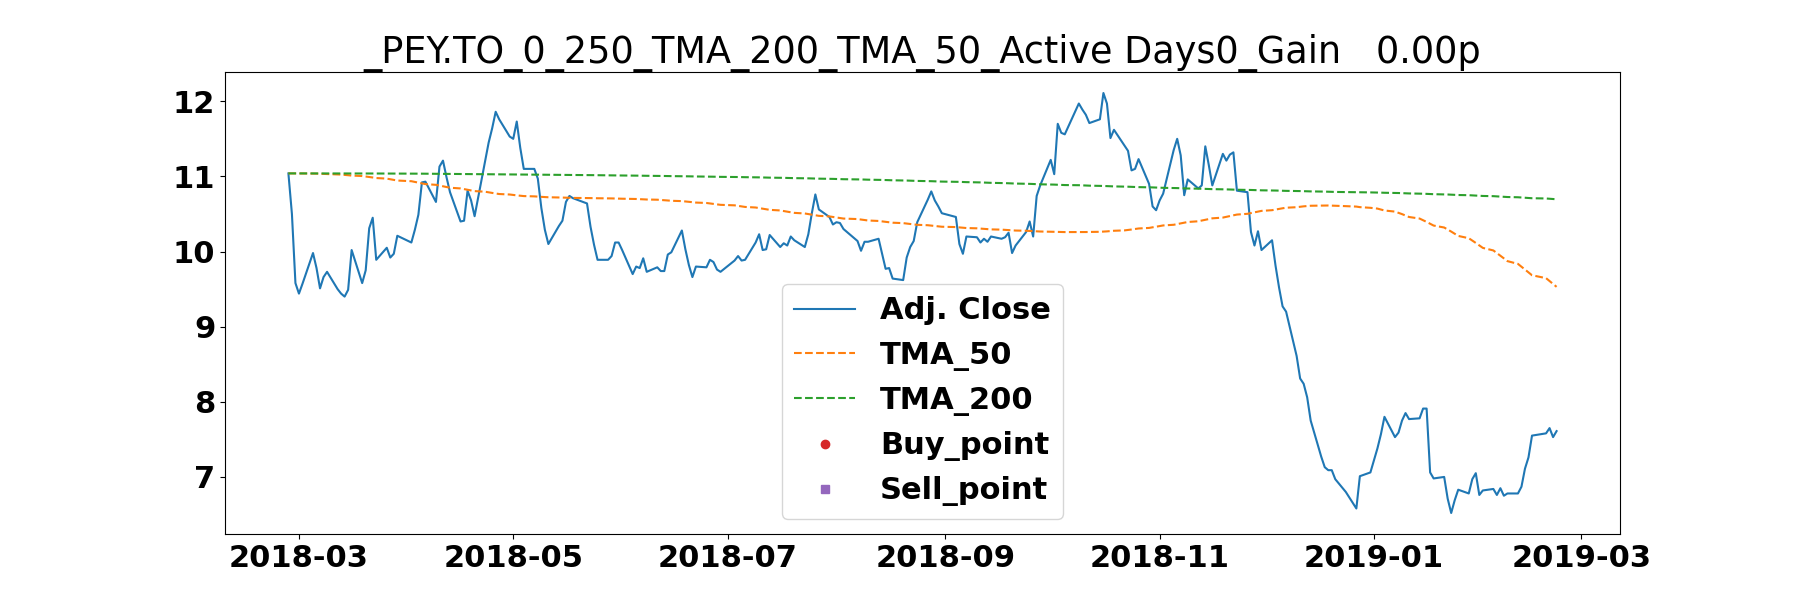 _PEY.TO_0_250_TMA_200_TMA_50_Active Days0_Gain   0.00p
12
11
10
9
8
7
Adj. Close
TMA_50
TMA_200
Buy_point
Sell_point
2018-03 2018-05 2018-07 2018-09 2018-11 2019-01 2019-03